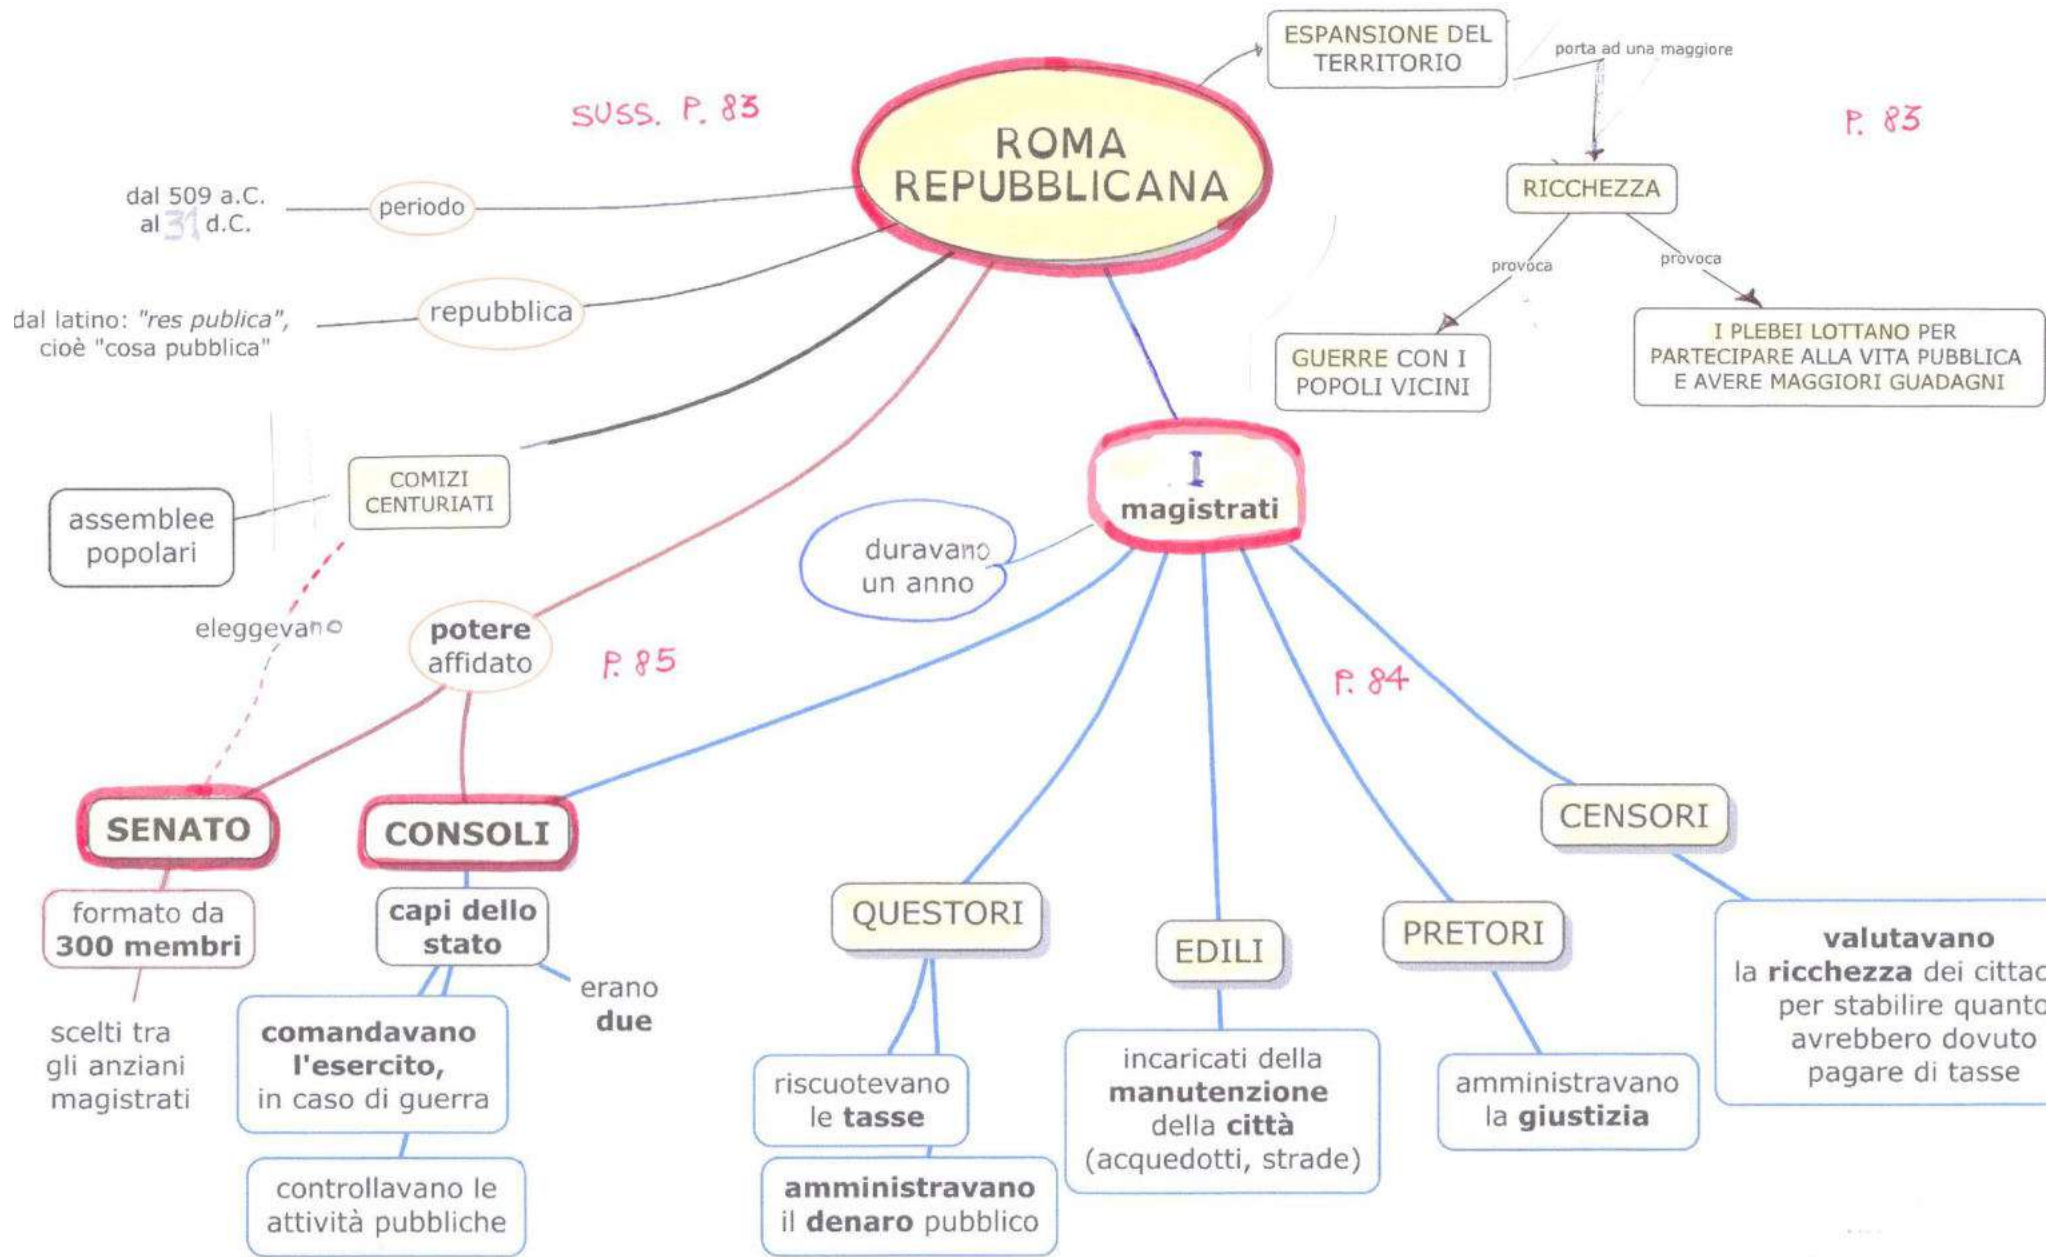 SUSS. P. 83
ROMA
REPUBBLICANA
ESPANSIONE DEL
TERRITORIO
porta ad una maggiore
P. 83
RICCHEZZA
provoca
provoca
GUERRE CON I
POPOLI VICINI
I PLEBEI LOTTANO PER
PARTECIPARE ALLA VITA PUBBLICA
E AVERE MAGGIORI GUADAGNI
dal 509 a.C.
al 31 d.C.
periodo
dal latino: "res publica",
cioè "cosa pubblica"
repubblica
COMIZI
CENTURIATI
assemblee
popolari
eleggevano
potere
affidato
P. 85
I
magistrati
duravano
un anno
P. 84
SENATO
formato da
300 membri
scelti tra
gli anziani
magistrati
CONSOLI
capi dello
stato
erano
due
comandavano
l'esercito,
in caso di guerra
controllavano le
attività pubbliche
QUESTORI
riscuotevano
le tasse
amministravano
il denaro pubblico
EDILI
incaricati della
manutenzione
della città
(acquedotti, strade)
PRETORI
amministravano
la giustizia
CENSORI
valutavano
la ricchezza dei cittad
per stabilire quanto
avrebbero dovuto
pagare di tasse